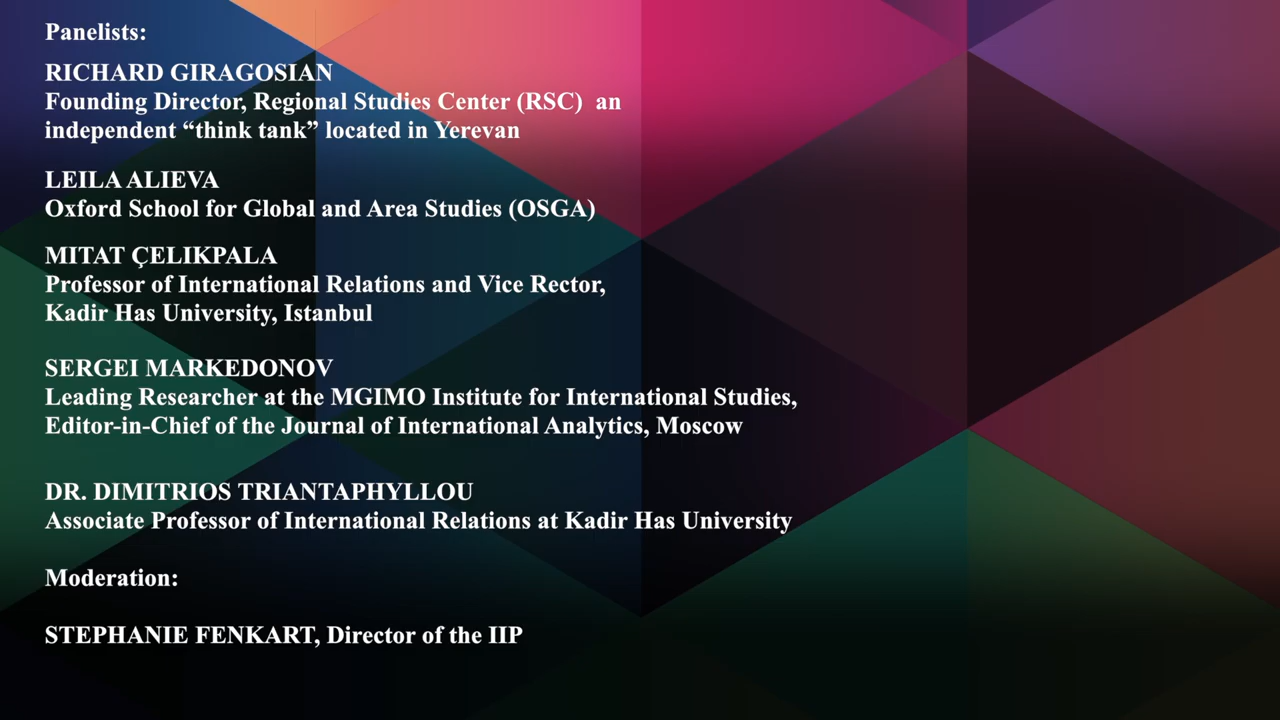 Panelists:
RICHARD GIRAGOSIAN
Founding Director, Regional Studies Center (RSC)  an
independent “think tank” located in Yerevan
LEILA ALIEVA
Oxford School for Global and Area Studies (OSGA)
MITAT ÇELIKPALA
Professor of International Relations and Vice Rector,
Kadir Has University, Istanbul
SERGEI MARKEDONOV
Leading Researcher at the MGIMO Institute for International Studies,
Editor-in-Chief of the Journal of International Analytics, Moscow
DR. DIMITRIOS TRIANTAPHYLLOU
Associate Professor of International Relations at Kadir Has University
Moderation:
STEPHANIE FENKART, Director of the IIP